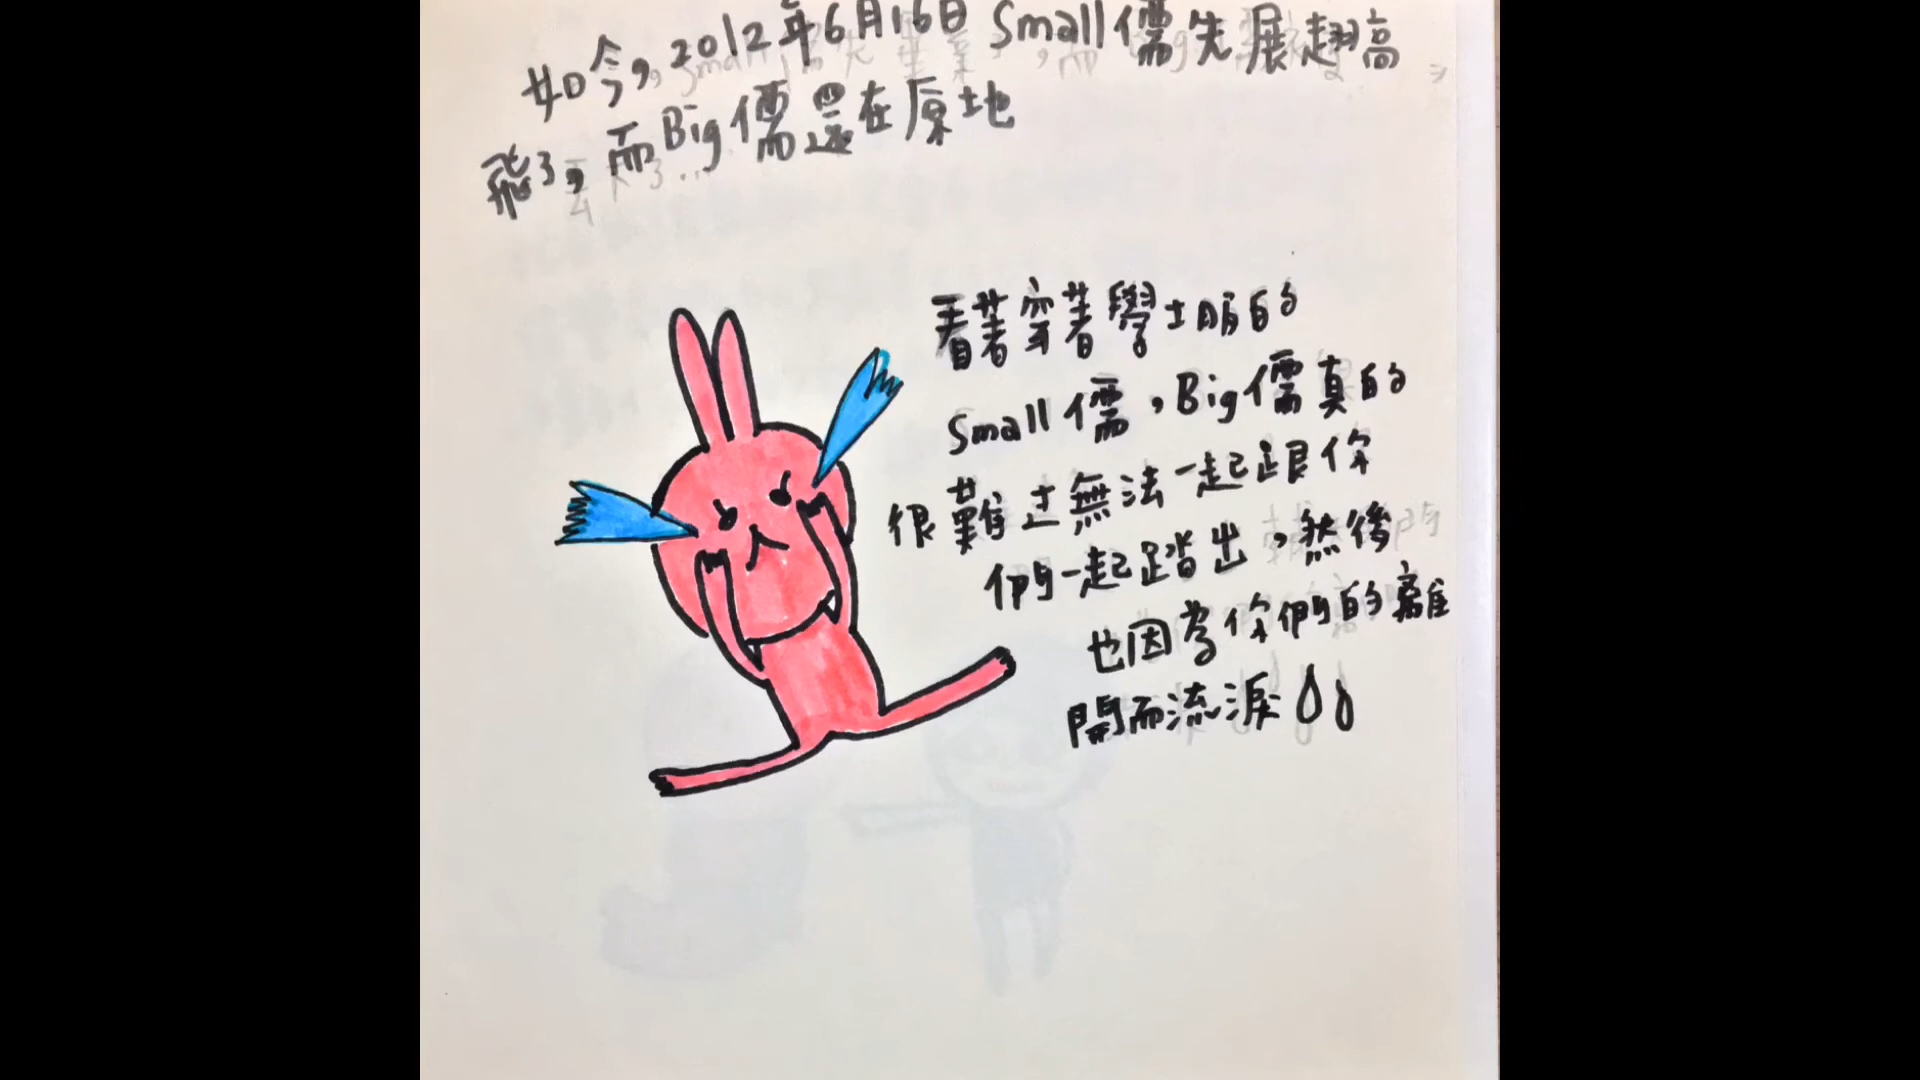 如今,2012年6月16日 Small儒先展翅高
飛了,而Big儒還在原地
看著穿著學士服的
Small儒,Big儒真的
很難過無法一起跟你
們一起踏出,然後
也因為你們的離
開而流淚